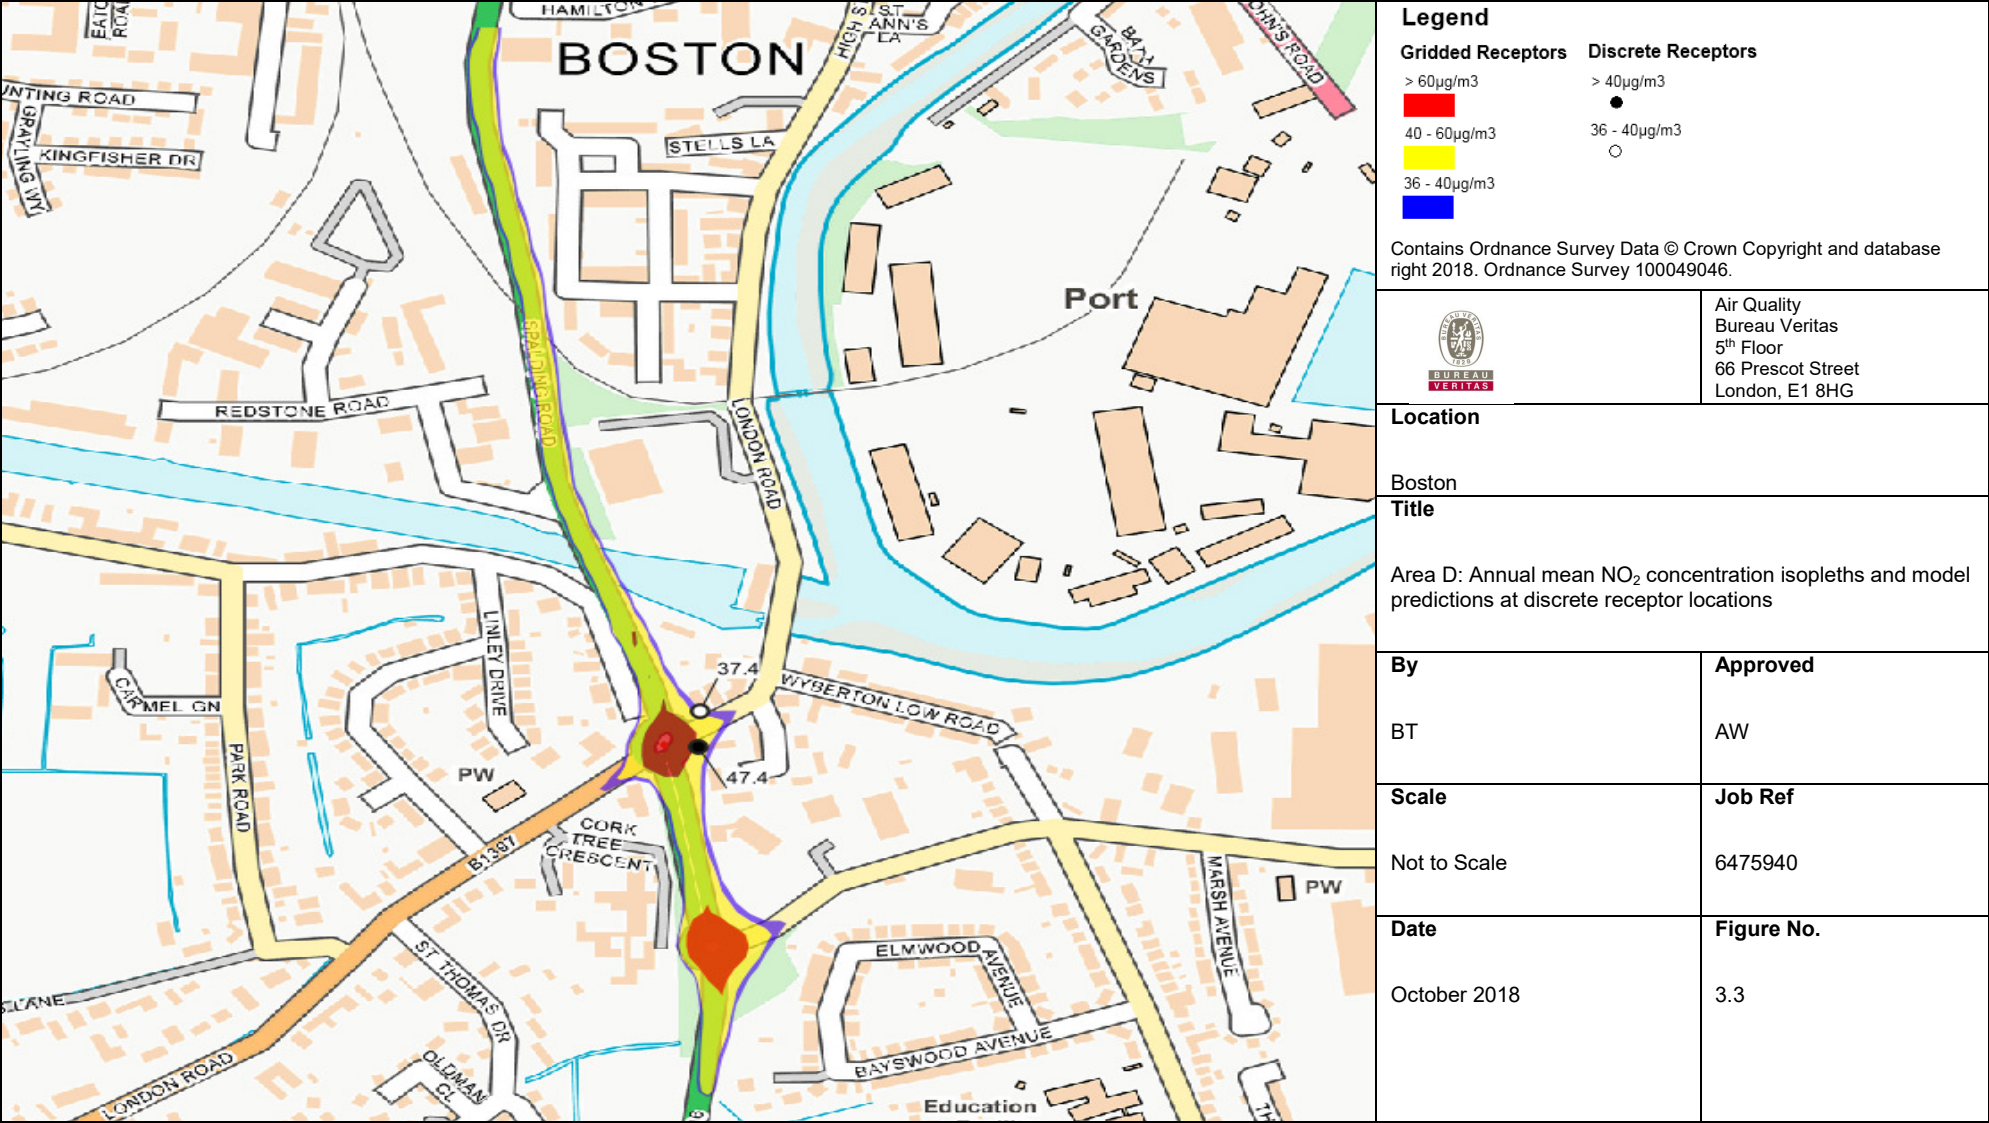 HAMILTON
ST
ANN'S
LA
HIGH S
EATO
ROAD
BOSTON
BATH
GARDENS
OHN'S ROAD
UNTING ROAD
GRAYLING WY
KINGFISHER DR
STELLS LA
Port
SPALDING ROAD
REDSTONE ROAD
LONDON ROAD
LINLEY DRIVE
37.4
WYBERTON LOW ROAD
CARMEL GN
PARK ROAD
PW
47.4
CORK
TREE
CRESCENT
B1397
MARSH AVENUE
PW
ELMWOOD
AVENUE
ST THOMAS DR
LANE
BAYSWOOD AVENUE
OLDMAN
CL
LONDON ROAD
Education
TH
Legend
Gridded Receptors
> 60µg/m3
40 - 60µg/m3
36 - 40µg/m3
Discrete Receptors
> 40µg/m3
36 - 40µg/m3
Contains Ordnance Survey Data © Crown Copyright and database
right 2018. Ordnance Survey 100049046.
BUREAU VERITAS
1828
BUREAU
VERITAS
Air Quality
Bureau Veritas
5th Floor
66 Prescot Street
London, E1 8HG
Location
Boston
Title
Area D: Annual mean NO2 concentration isopleths and model
predictions at discrete receptor locations
By
BT
Approved
AW
Scale
Not to Scale
Job Ref
6475940
Date
October 2018
Figure No.
3.3